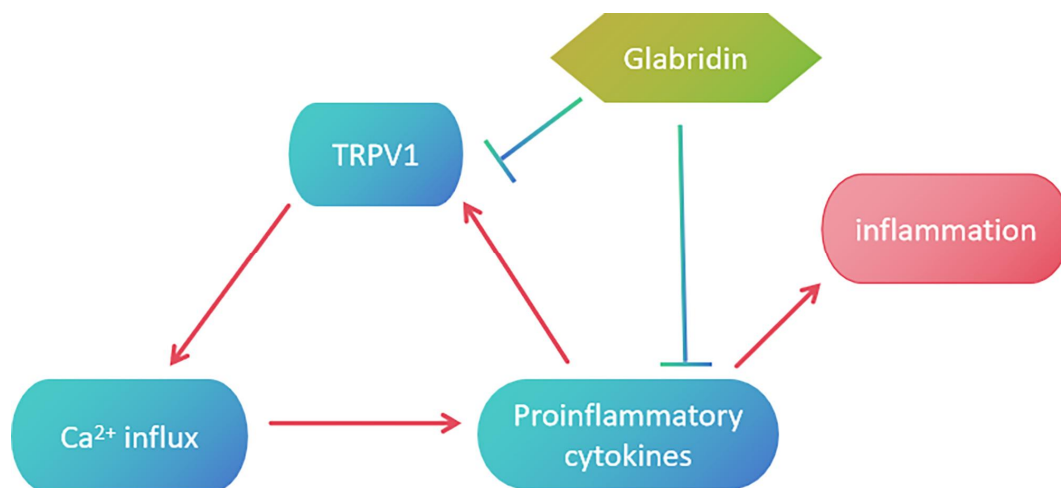 Glabridin
TRPV1
inflammation
Ca²⁺ influx
Proinflammatory
cytokines